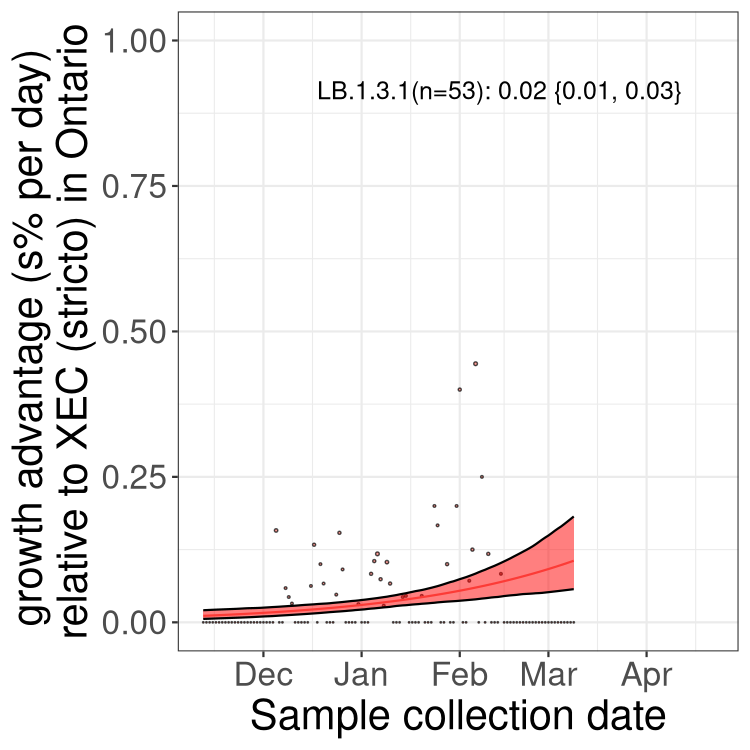 growth advantage (s% per day)
relative to XEC (stricto) in Ontario
1.00
0.75
0.50
0.25
0.00
LB.1.3.1(n=53): 0.02 {0.01, 0.03}
Dec Jan Feb Mar Apr
Sample collection date